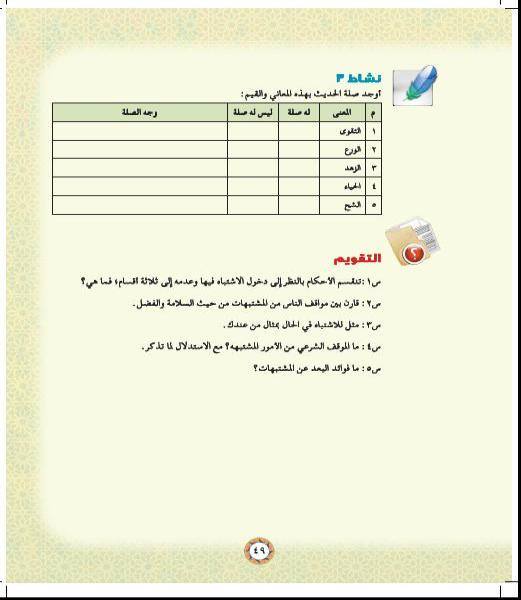 نشاط ٣
أوجد صلة الحديث بهذه المعاني والقيم:
م المعنى له صلة ليس له صلة وجه الصلة
١ التقوى
٢ الورع
٣ الزهد
٤ الحياء
٥ الشح
التقويم
س١: تنقسم الأحكام بالنظر إلى دخول الاشتباه فيها وعدمه إلى ثلاثة أقسام؛ فما هي؟
س٢: قارن بين مواقف الناس من المشتبهات من حيث السلامة والفضل.
س٣: مثل للاشتباه في الحال بمثال من عندك.
س٤: ما الموقف الشرعي من الأمور المشتبهه؟ مع الاستدلال لما تذكر.
س٥: ما فوائد البعد عن المشتبهات؟
٤٩